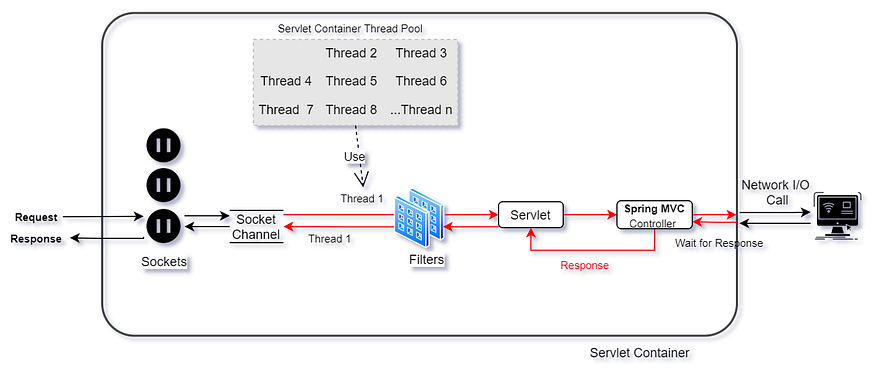 Servlet Container Thread Pool
Thread 2 Thread 3
Thread 4 Thread 5 Thread 6
Thread 7 Thread 8 ...Thread n
Use
Thread 1
Network I/O
Call
Request
Response
Socket
Channel
Servlet
Spring MVC
Controller
Thread 1
Wait for Response
Sockets
Filters
Response
Servlet Container